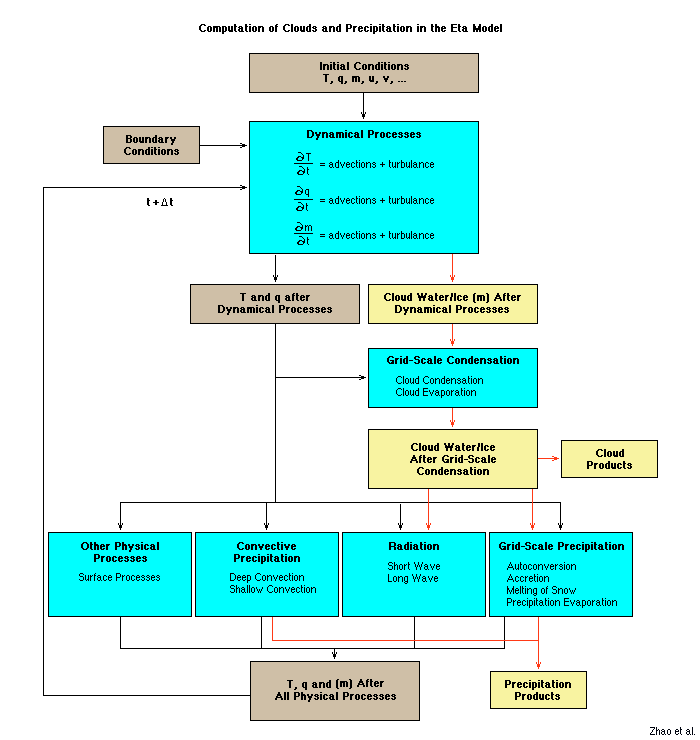 Computation of Clouds and Precipitation in the Eta Model
Initial Conditions
T, q, m, u, v, ...
Boundary
Conditions
Dynamical Processes
∂T/∂t = advections + turbulance
∂q/∂t = advections + turbulance
∂m/∂t = advections + turbulance
t + Δt
T and q after
Dynamical Processes
Cloud Water/Ice (m) After
Dynamical Processes
Grid-Scale Condensation
Cloud Condensation
Cloud Evaporation
Cloud Water/Ice
After Grid-Scale
Condensation
Cloud
Products
Other Physical
Processes
Surface Processes
Convective
Precipitation
Deep Convection
Shallow Convection
Radiation
Short Wave
Long Wave
Grid-Scale Precipitation
Autoconversion
Accretion
Melting of Snow
Precipitation Evaporation
T, q and (m) After
All Physical Processes
Precipitation
Products
Zhao et al.